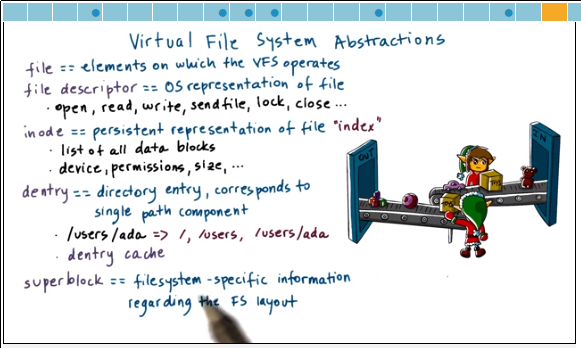 Virtual File System Abstractions
file == elements on which the VFS operates
file descriptor == OS representation of file
· open, read, write, sendfile, lock, close ...
inode == persistent representation of file "index"
· list of all data blocks
· device, permissions, size, ...
dentry == directory entry, corresponds to
single path component
· /users/ada => /, /users, /users/ada
· dentry cache
superblock == filesystem-specific information
regarding the FS layout
OUT
IN